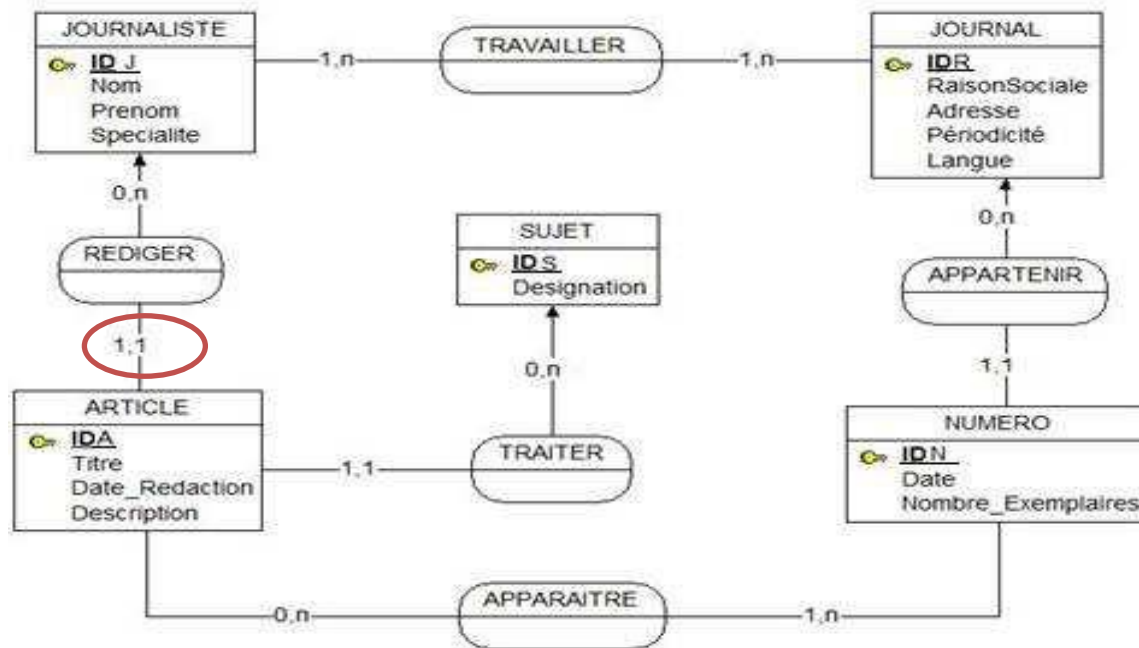 JOURNALISTE
ID J
Nom
Prenom
Specialite
1,n
TRAVAILLER
1,n
JOURNAL
IDR
RaisonSociale
Adresse
Périodicité
Langue
0,n
REDIGER
1,1
SUJET
ID S
Designation
0,n
APPARTENIR
1,1
ARTICLE
IDA
Titre
Date_Redaction
Description
1,1
TRAITER
0,n
NUMERO
ID N
Date
Nombre_Exemplaires
0,n
APPARAITRE
1,n